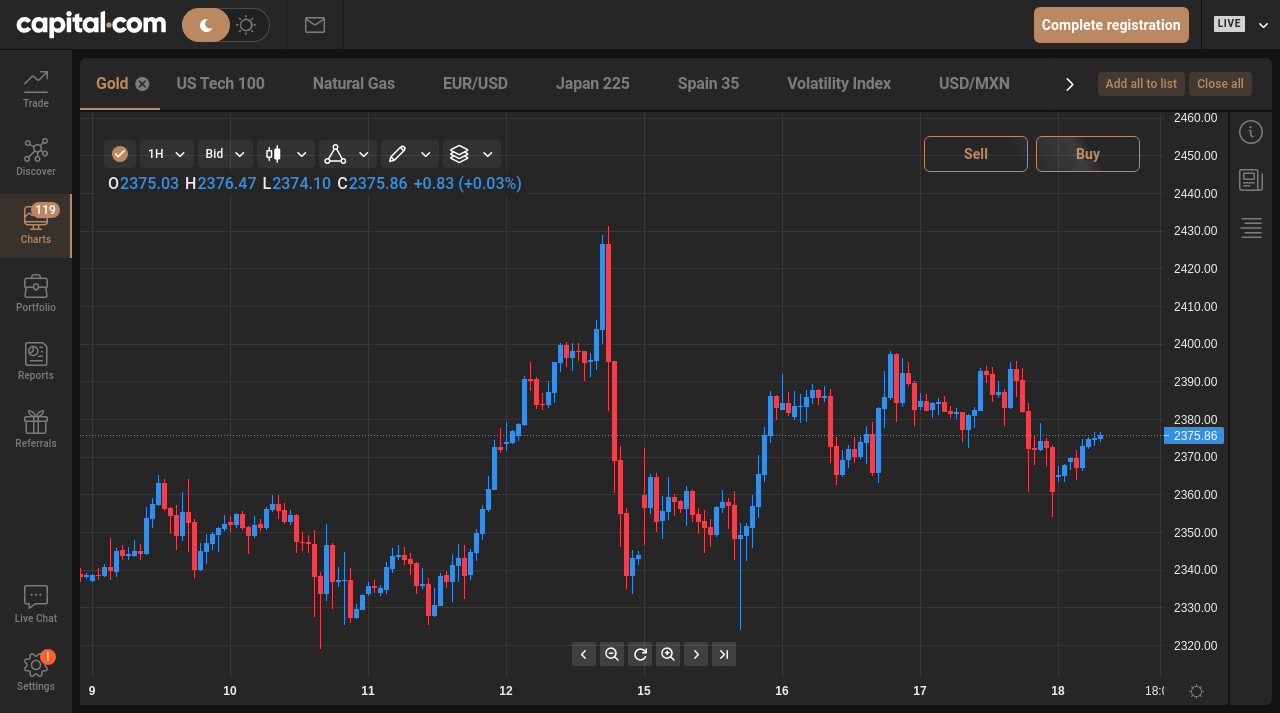 capital.com
Complete registration
LIVE
Trade
Discover
119
Charts
Portfolio
Reports
Referrals
Live Chat
!
Settings
Gold
US Tech 100
Natural Gas
EUR/USD
Japan 225
Spain 35
Volatility Index
USD/MXN
Add all to list
Close all
1H
Bid
Sell
Buy
O2375.03 H2376.47 L2374.10 C2375.86 +0.83 (+0.03%)
2460.00
2450.00
2440.00
2430.00
2420.00
2410.00
2400.00
2390.00
2380.00
2375.86
2370.00
2360.00
2350.00
2340.00
2330.00
2320.00
9 10 11 12 15 16 17 18 18:0